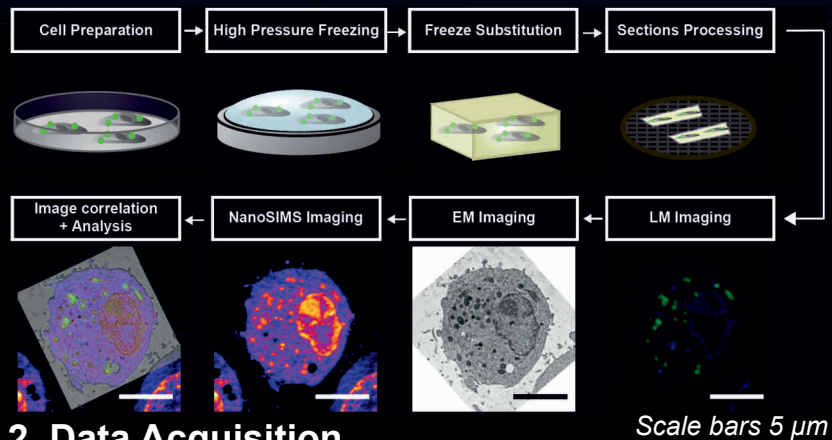 Cell Preparation
High Pressure Freezing
Freeze Substitution
Sections Processing
Image correlation
+ Analysis
NanoSIMS Imaging
EM Imaging
LM Imaging
2. Data Acquisition
Scale bars 5 μm